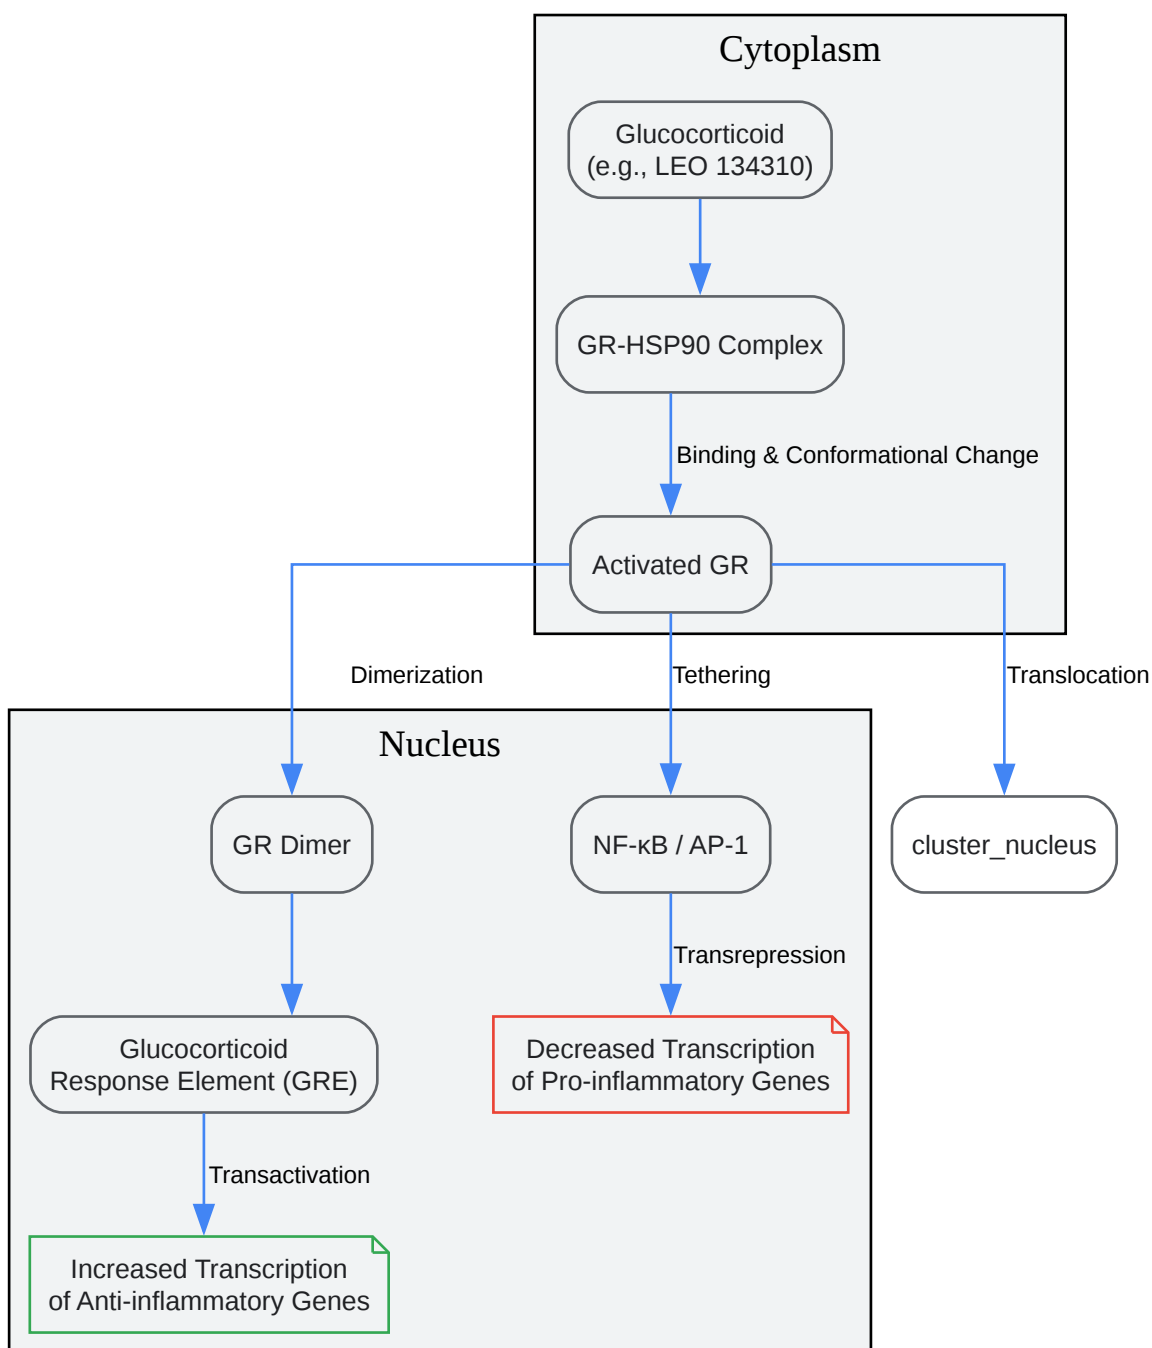 Cytoplasm
Glucocorticoid
(e.g., LEO 134310)
GR-HSP90 Complex
Binding & Conformational Change
Activated GR
Dimerization
Tethering
Translocation
Nucleus
GR Dimer
NF-κB / AP-1
cluster_nucleus
Transrepression
Glucocorticoid
Response Element (GRE)
Decreased Transcription
of Pro-inflammatory Genes
Transactivation
Increased Transcription
of Anti-inflammatory Genes